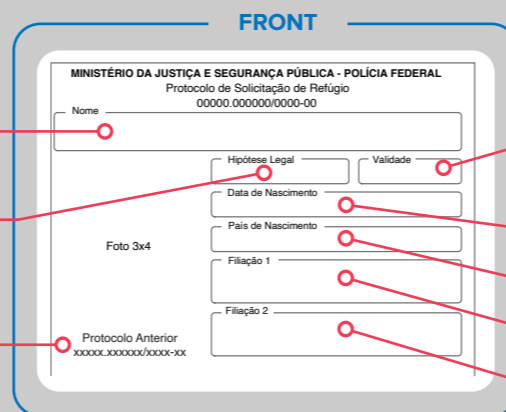 FRONT
MINISTÉRIO DA JUSTIÇA E SEGURANÇA PÚBLICA - POLÍCIA FEDERAL
Protocolo de Solicitação de Refúgio
00000.000000/0000-00
Nome
Hipótese Legal
Validade
Data de Nascimento
País de Nascimento
Foto 3x4
Filiação 1
Filiação 2
Protocolo Anterior
xxxxx.xxxxxx/xxxx-xx